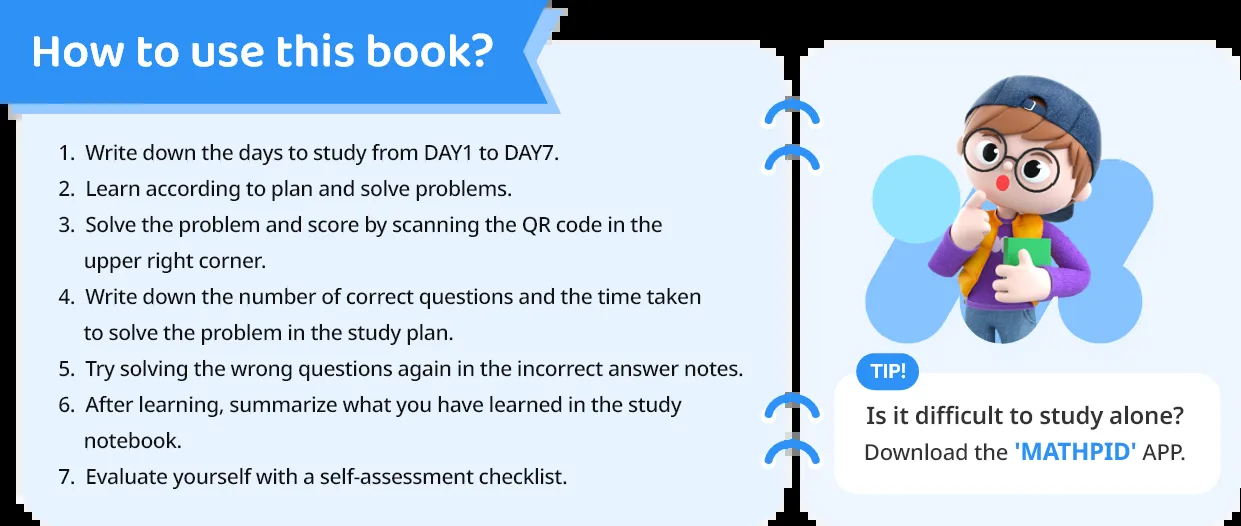 How to use this book?
1. Write down the days to study from DAY1 to DAY7.
2. Learn according to plan and solve problems.
3. Solve the problem and score by scanning the QR code in the
upper right corner.
4. Write down the number of correct questions and the time taken
to solve the problem in the study plan.
5. Try solving the wrong questions again in the incorrect answer notes.
6. After learning, summarize what you have learned in the study
notebook.
7. Evaluate yourself with a self-assessment checklist.
TIP!
Is it difficult to study alone?
Download the 'MATHPID' APP.